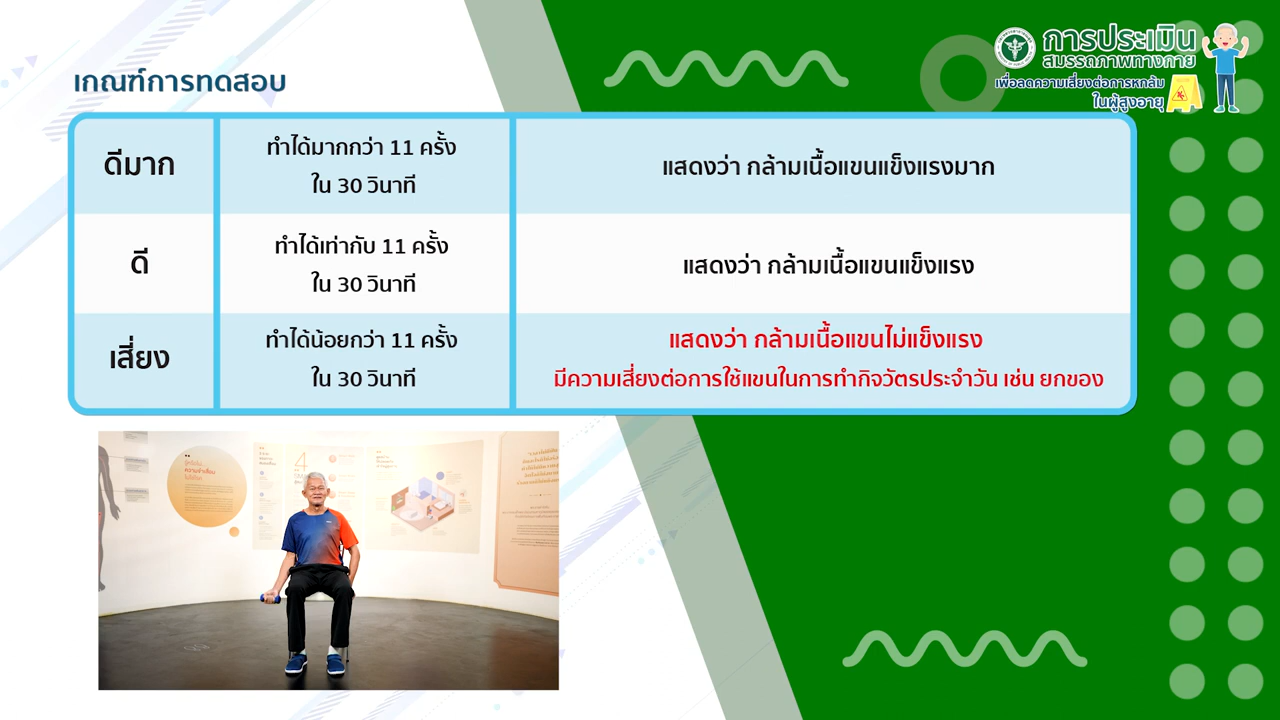 การประเมิน
สมรรถภาพทางกาย
เพื่อลดความเสี่ยงต่อการหกล้ม
ในผู้สูงอายุ
เกณฑ์การทดสอบ
ดีมาก
ทำได้มากกว่า 11 ครั้ง
ใน 30 วินาที
แสดงว่า กล้ามเนื้อแขนแข็งแรงมาก
ดี
ทำได้เท่ากับ 11 ครั้ง
ใน 30 วินาที
แสดงว่า กล้ามเนื้อแขนแข็งแรง
เสี่ยง
ทำได้น้อยกว่า 11 ครั้ง
ใน 30 วินาที
แสดงว่า กล้ามเนื้อแขนไม่แข็งแรง
มีความเสี่ยงต่อการใช้แขนในการทำกิจวัตรประจำวัน เช่น ยกของ
4